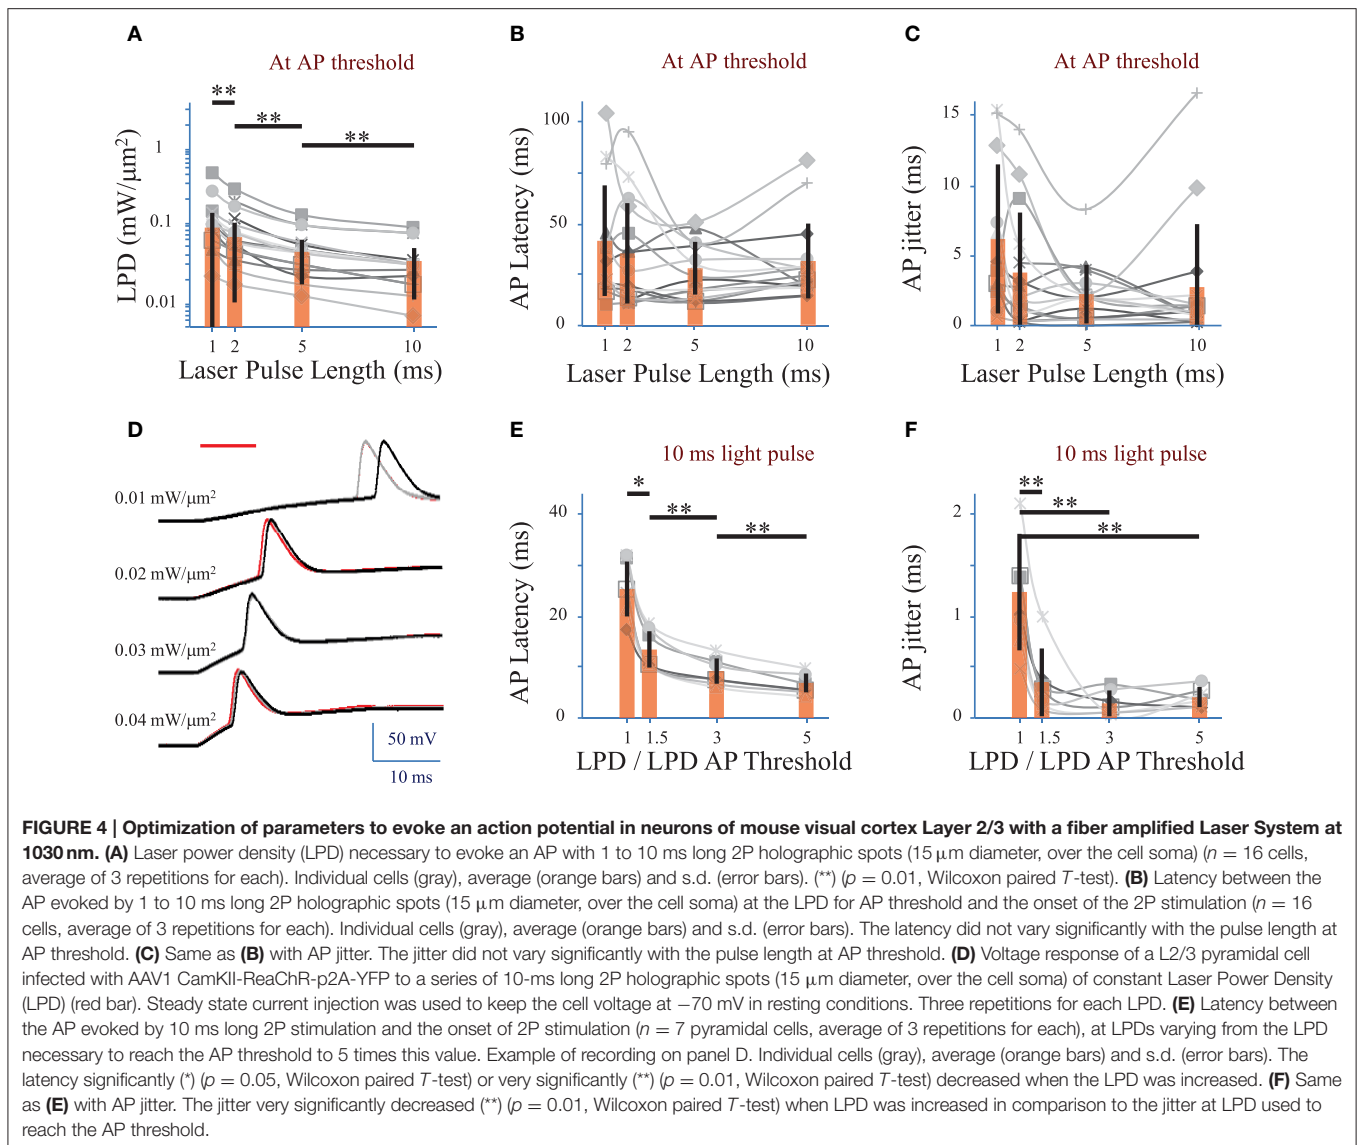 A
At AP threshold
**
**
**
LPD (mW/μm²)
1
0.1
0.01
1 2 5 10
Laser Pulse Length (ms)
B
At AP threshold
AP Latency (ms)
100
50
0
1 2 5 10
Laser Pulse Length (ms)
C
At AP threshold
AP jitter (ms)
15
10
5
0
1 2 5 10
Laser Pulse Length (ms)
D
0.01 mW/μm²
0.02 mW/μm²
0.03 mW/μm²
0.04 mW/μm²
50 mV
10 ms
E
10 ms light pulse
*
**
**
AP Latency (ms)
40
20
0
1 1.5 3 5
LPD / LPD AP Threshold
F
10 ms light pulse
**
**
**
AP jitter (ms)
2
1
0
1 1.5 3 5
LPD / LPD AP Threshold
FIGURE 4 | Optimization of parameters to evoke an action potential in neurons of mouse visual cortex Layer 2/3 with a fiber amplified Laser System at
1030 nm. (A) Laser power density (LPD) necessary to evoke an AP with 1 to 10 ms long 2P holographic spots (15 μm diameter, over the cell soma) (n = 16 cells,
average of 3 repetitions for each). Individual cells (gray), average (orange bars) and s.d. (error bars). (**) (p = 0.01, Wilcoxon paired T-test). (B) Latency between the
AP evoked by 1 to 10 ms long 2P holographic spots (15 μm diameter, over the cell soma) at the LPD for AP threshold and the onset of the 2P stimulation (n = 16
cells, average of 3 repetitions for each). Individual cells (gray), average (orange bars) and s.d. (error bars). The latency did not vary significantly with the pulse length at
AP threshold. (C) Same as (B) with AP jitter. The jitter did not vary significantly with the pulse length at AP threshold. (D) Voltage response of a L2/3 pyramidal cell
infected with AAV1 CamKII-ReaChR-p2A-YFP to a series of 10-ms long 2P holographic spots (15 μm diameter, over the cell soma) of constant Laser Power Density
(LPD) (red bar). Steady state current injection was used to keep the cell voltage at −70 mV in resting conditions. Three repetitions for each LPD. (E) Latency between
the AP evoked by 10 ms long 2P stimulation and the onset of 2P stimulation (n = 7 pyramidal cells, average of 3 repetitions for each), at LPDs varying from the LPD
necessary to reach the AP threshold to 5 times this value. Example of recording on panel D. Individual cells (gray), average (orange bars) and s.d. (error bars). The
latency significantly (*) (p = 0.05, Wilcoxon paired T-test) or very significantly (**) (p = 0.01, Wilcoxon paired T-test) decreased when the LPD was increased. (F) Same
as (E) with AP jitter. The jitter very significantly decreased (**) (p = 0.01, Wilcoxon paired T-test) when LPD was increased in comparison to the jitter at LPD used to
reach the AP threshold.